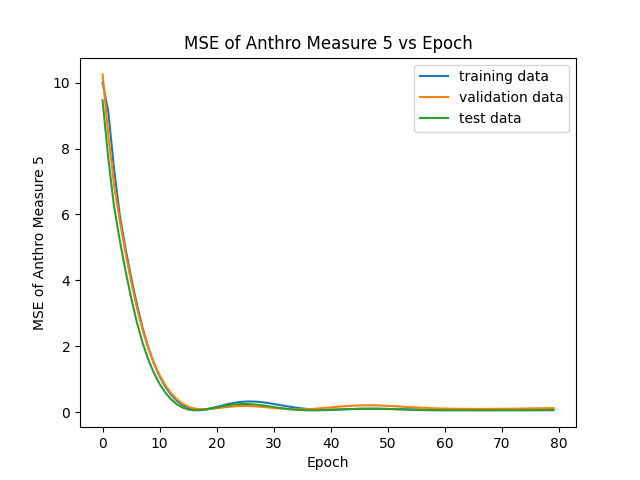 MSE of Anthro Measure 5 vs Epoch
training data
validation data
test data
MSE of Anthro Measure 5
10
8
6
4
2
0
0 10 20 30 40 50 60 70 80
Epoch